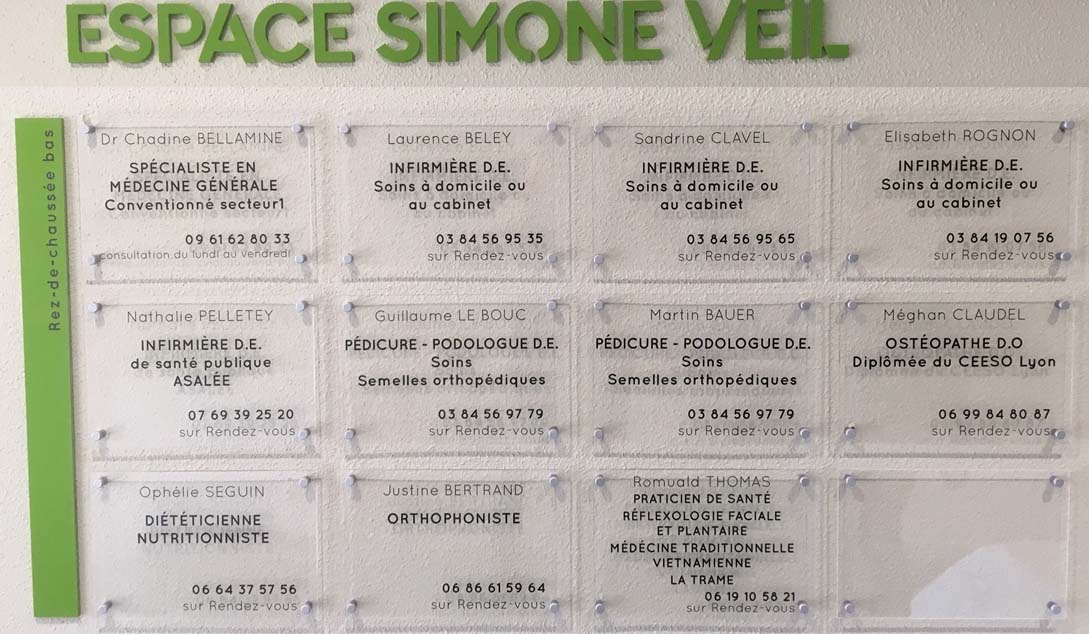 ESPACE SIMONE VEIL
Rez-de-chaussée bas
Dr Chadine BELLAMINE
SPÉCIALISTE EN
MÉDECINE GÉNÉRALE
Conventionné secteur1
09 61 62 80 33
consultation du lundi au vendredi
Laurence BELEY
INFIRMIÈRE D.E.
Soins à domicile ou
au cabinet
03 84 56 95 35
sur Rendez-vous
Sandrine CLAVEL
INFIRMIÈRE D.E.
Soins à domicile ou
au cabinet
03 84 56 95 65
sur Rendez-vous
Elisabeth ROGNON
INFIRMIÈRE D.E.
Soins à domicile ou
au cabinet
03 84 19 07 56
sur Rendez-vous
Nathalie PELLETEY
INFIRMIÈRE D.E.
de santé publique
ASALÉE
07 69 39 25 20
sur Rendez-vous
Guillaume LE BOUC
PÉDICURE - PODOLOGUE D.E.
Soins
Semelles orthopédiques
03 84 56 97 79
sur Rendez-vous
Martin BAUER
PÉDICURE - PODOLOGUE D.E.
Soins
Semelles orthopédiques
03 84 56 97 79
sur Rendez-vous
Méghan CLAUDEL
OSTÉOPATHE D.O
Diplômée du CEESO Lyon
06 99 84 80 87
sur Rendez-vous
Ophélie SEGUIN
DIÉTÉTICIENNE
NUTRITIONNISTE
06 64 37 57 56
sur Rendez-vous
Justine BERTRAND
ORTHOPHONISTE
06 86 61 59 64
sur Rendez-vous
Romuald THOMAS
PRATICIEN DE SANTÉ
RÉFLEXOLOGIE FACIALE
ET PLANTAIRE
MÉDÉCINE TRADITIONNELLE
VIETNAMIENNE
LA TRAME
06 19 10 58 21
sur Rendez-vous